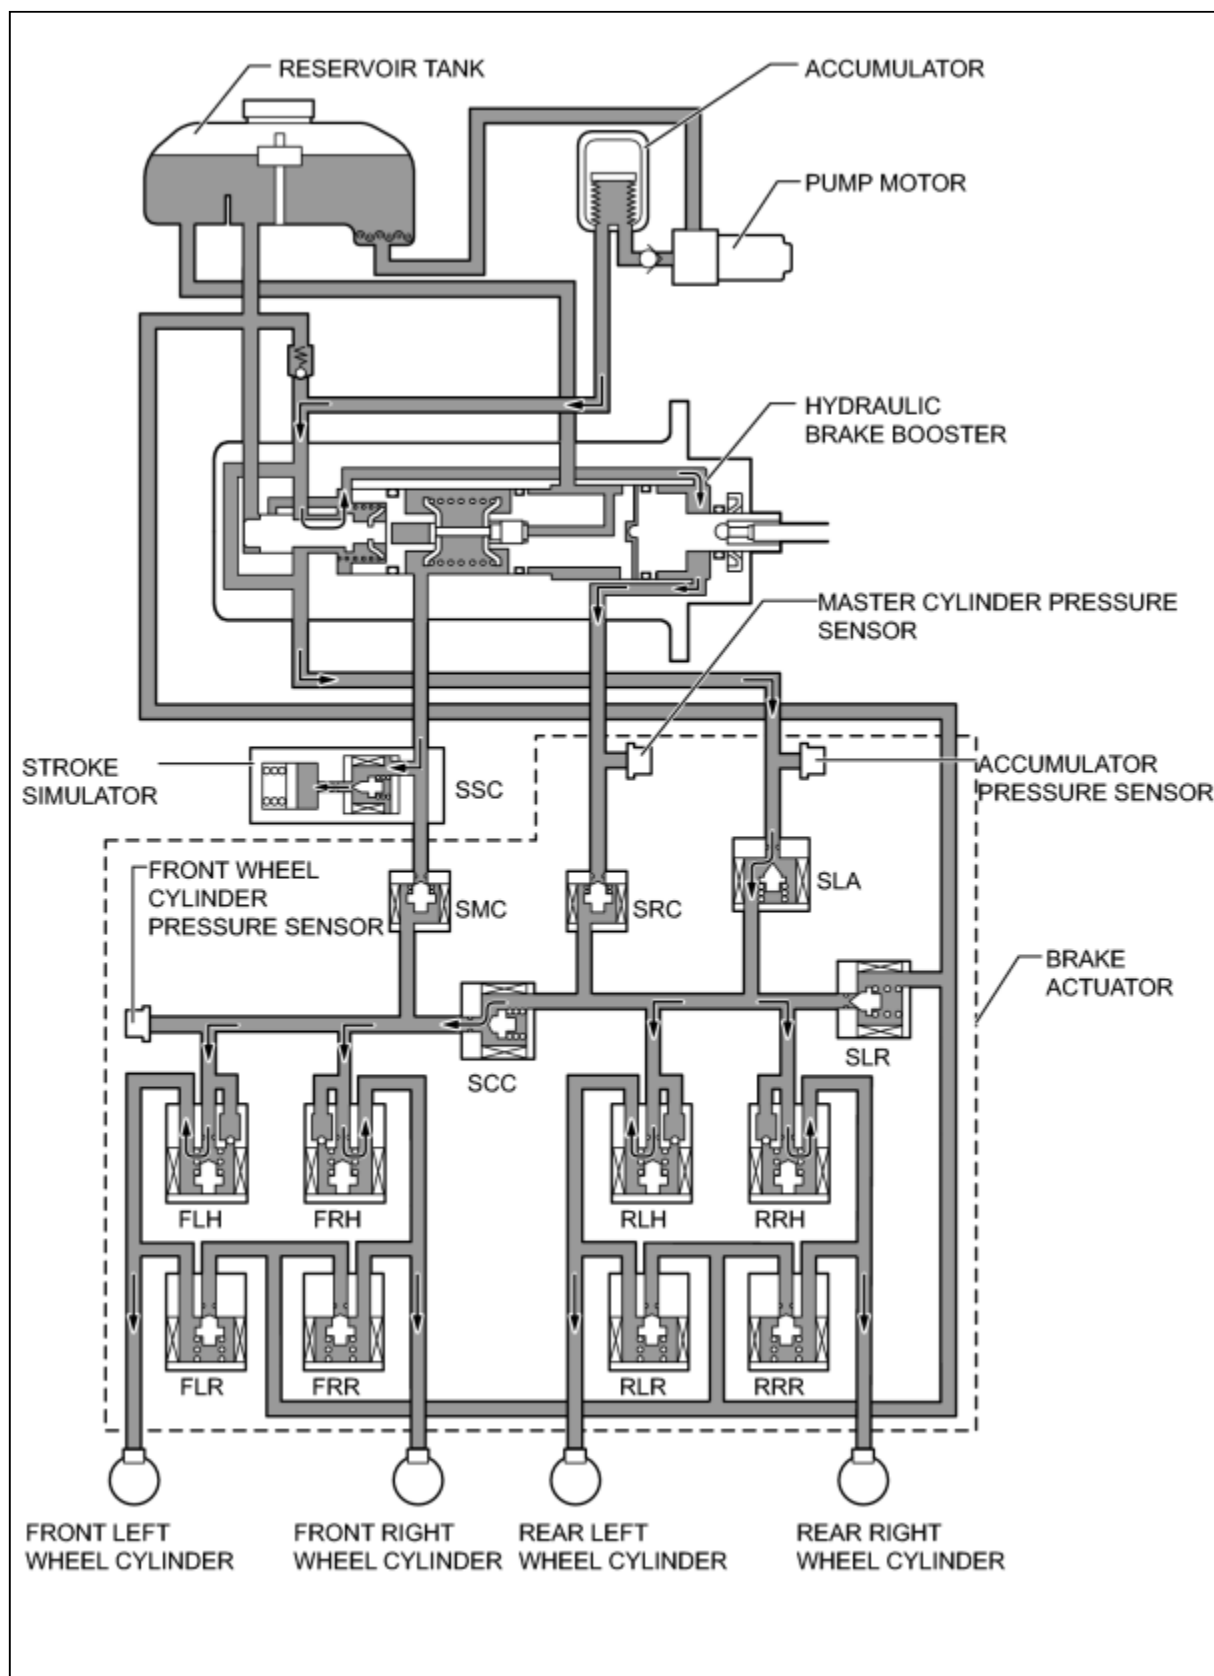 RESERVOIR TANK
ACCUMULATOR
PUMP MOTOR
HYDRAULIC
BRAKE BOOSTER
MASTER CYLINDER PRESSURE
SENSOR
STROKE
SIMULATOR
SSC
ACCUMULATOR
PRESSURE SENSOR
FRONT WHEEL
CYLINDER
PRESSURE SENSOR
SMC
SRC
SLA
BRAKE
ACTUATOR
SCC
SLR
FLH
FRH
RLH
RRH
FLR
FRR
RLR
RRR
FRONT LEFT
WHEEL CYLINDER
FRONT RIGHT
WHEEL CYLINDER
REAR LEFT
WHEEL CYLINDER
REAR RIGHT
WHEEL CYLINDER